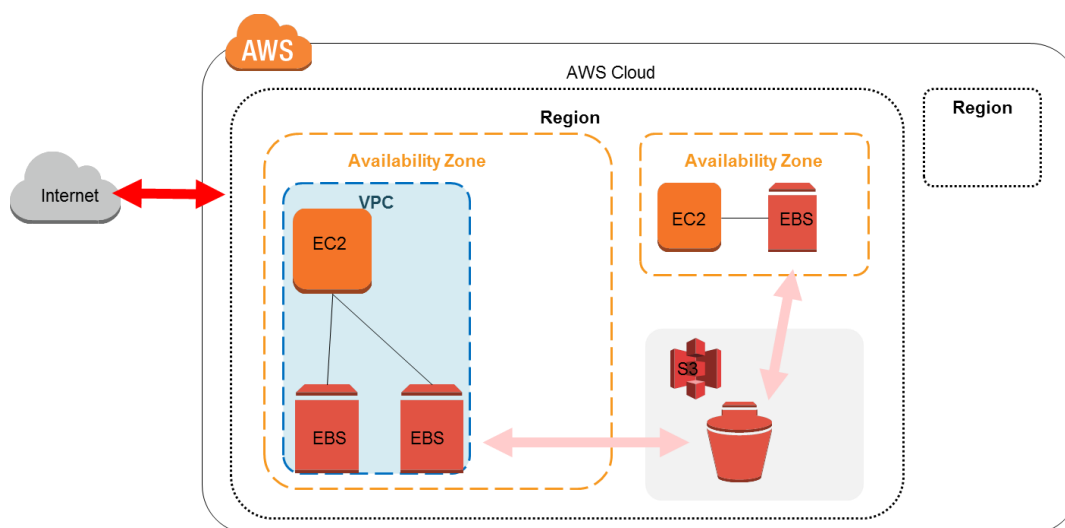 AWS
AWS Cloud
Region
Region
Availability Zone
Availability Zone
Internet
VPC
EC2
EC2
EBS
S3
EBS
EBS